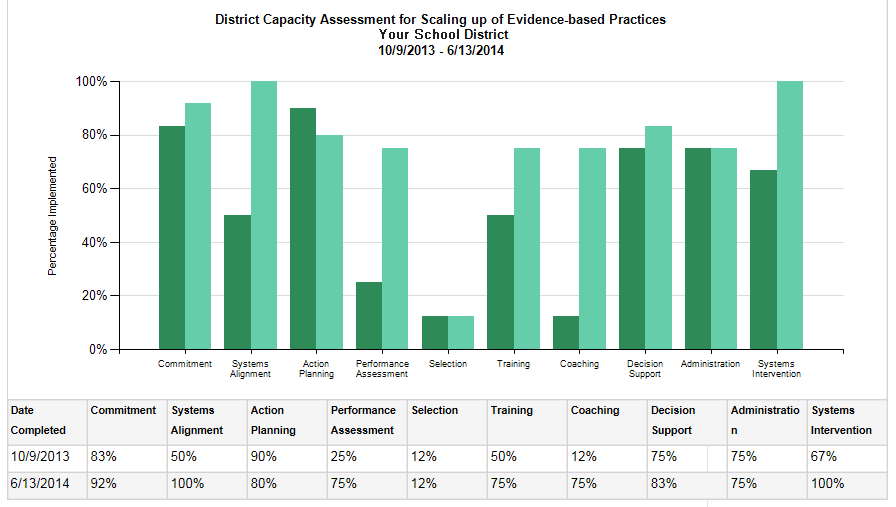 District Capacity Assessment for Scaling up of Evidence-based Practices
Your School District
10/9/2013 - 6/13/2014
Percentage Implemented
100%
80%
60%
40%
20%
0%
Commitment
Systems Alignment
Action Planning
Performance Assessment
Selection
Training
Coaching
Decision Support
Administration
Systems Intervention
Date Completed
Commitment
Systems Alignment
Action Planning
Performance Assessment
Selection
Training
Coaching
Decision Support
Administratio
n
Systems Intervention
10/9/2013 83% 50% 90% 25% 12% 50% 12% 75% 75% 67%
6/13/2014 92% 100% 80% 75% 12% 75% 75% 83% 75% 100%